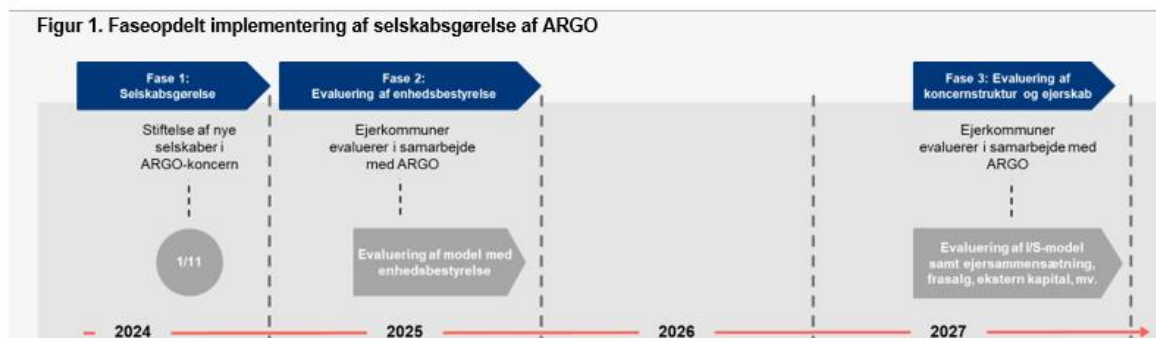 Figur 1. Faseopdelt implementering af selskabsgørelse af ARGO
Fase 1:
Selskabsgørelse
Fase 2:
Evaluering af enhedsbestyrelse
Fase 3: Evaluering af
koncernstruktur og ejerskab
Stiftelse af nye
selskaber i
ARGO-koncern
Ejerkommuner
evaluerer i samarbejde
med ARGO
Ejerkommuner
evaluerer i samarbejde med
ARGO
1/11
Evaluering af model med
enhedsbestyrelse
Evaluering af I/S-model
samt ejersammensætning,
frasalg, ekstern kapital, mv.
2024
2025
2026
2027